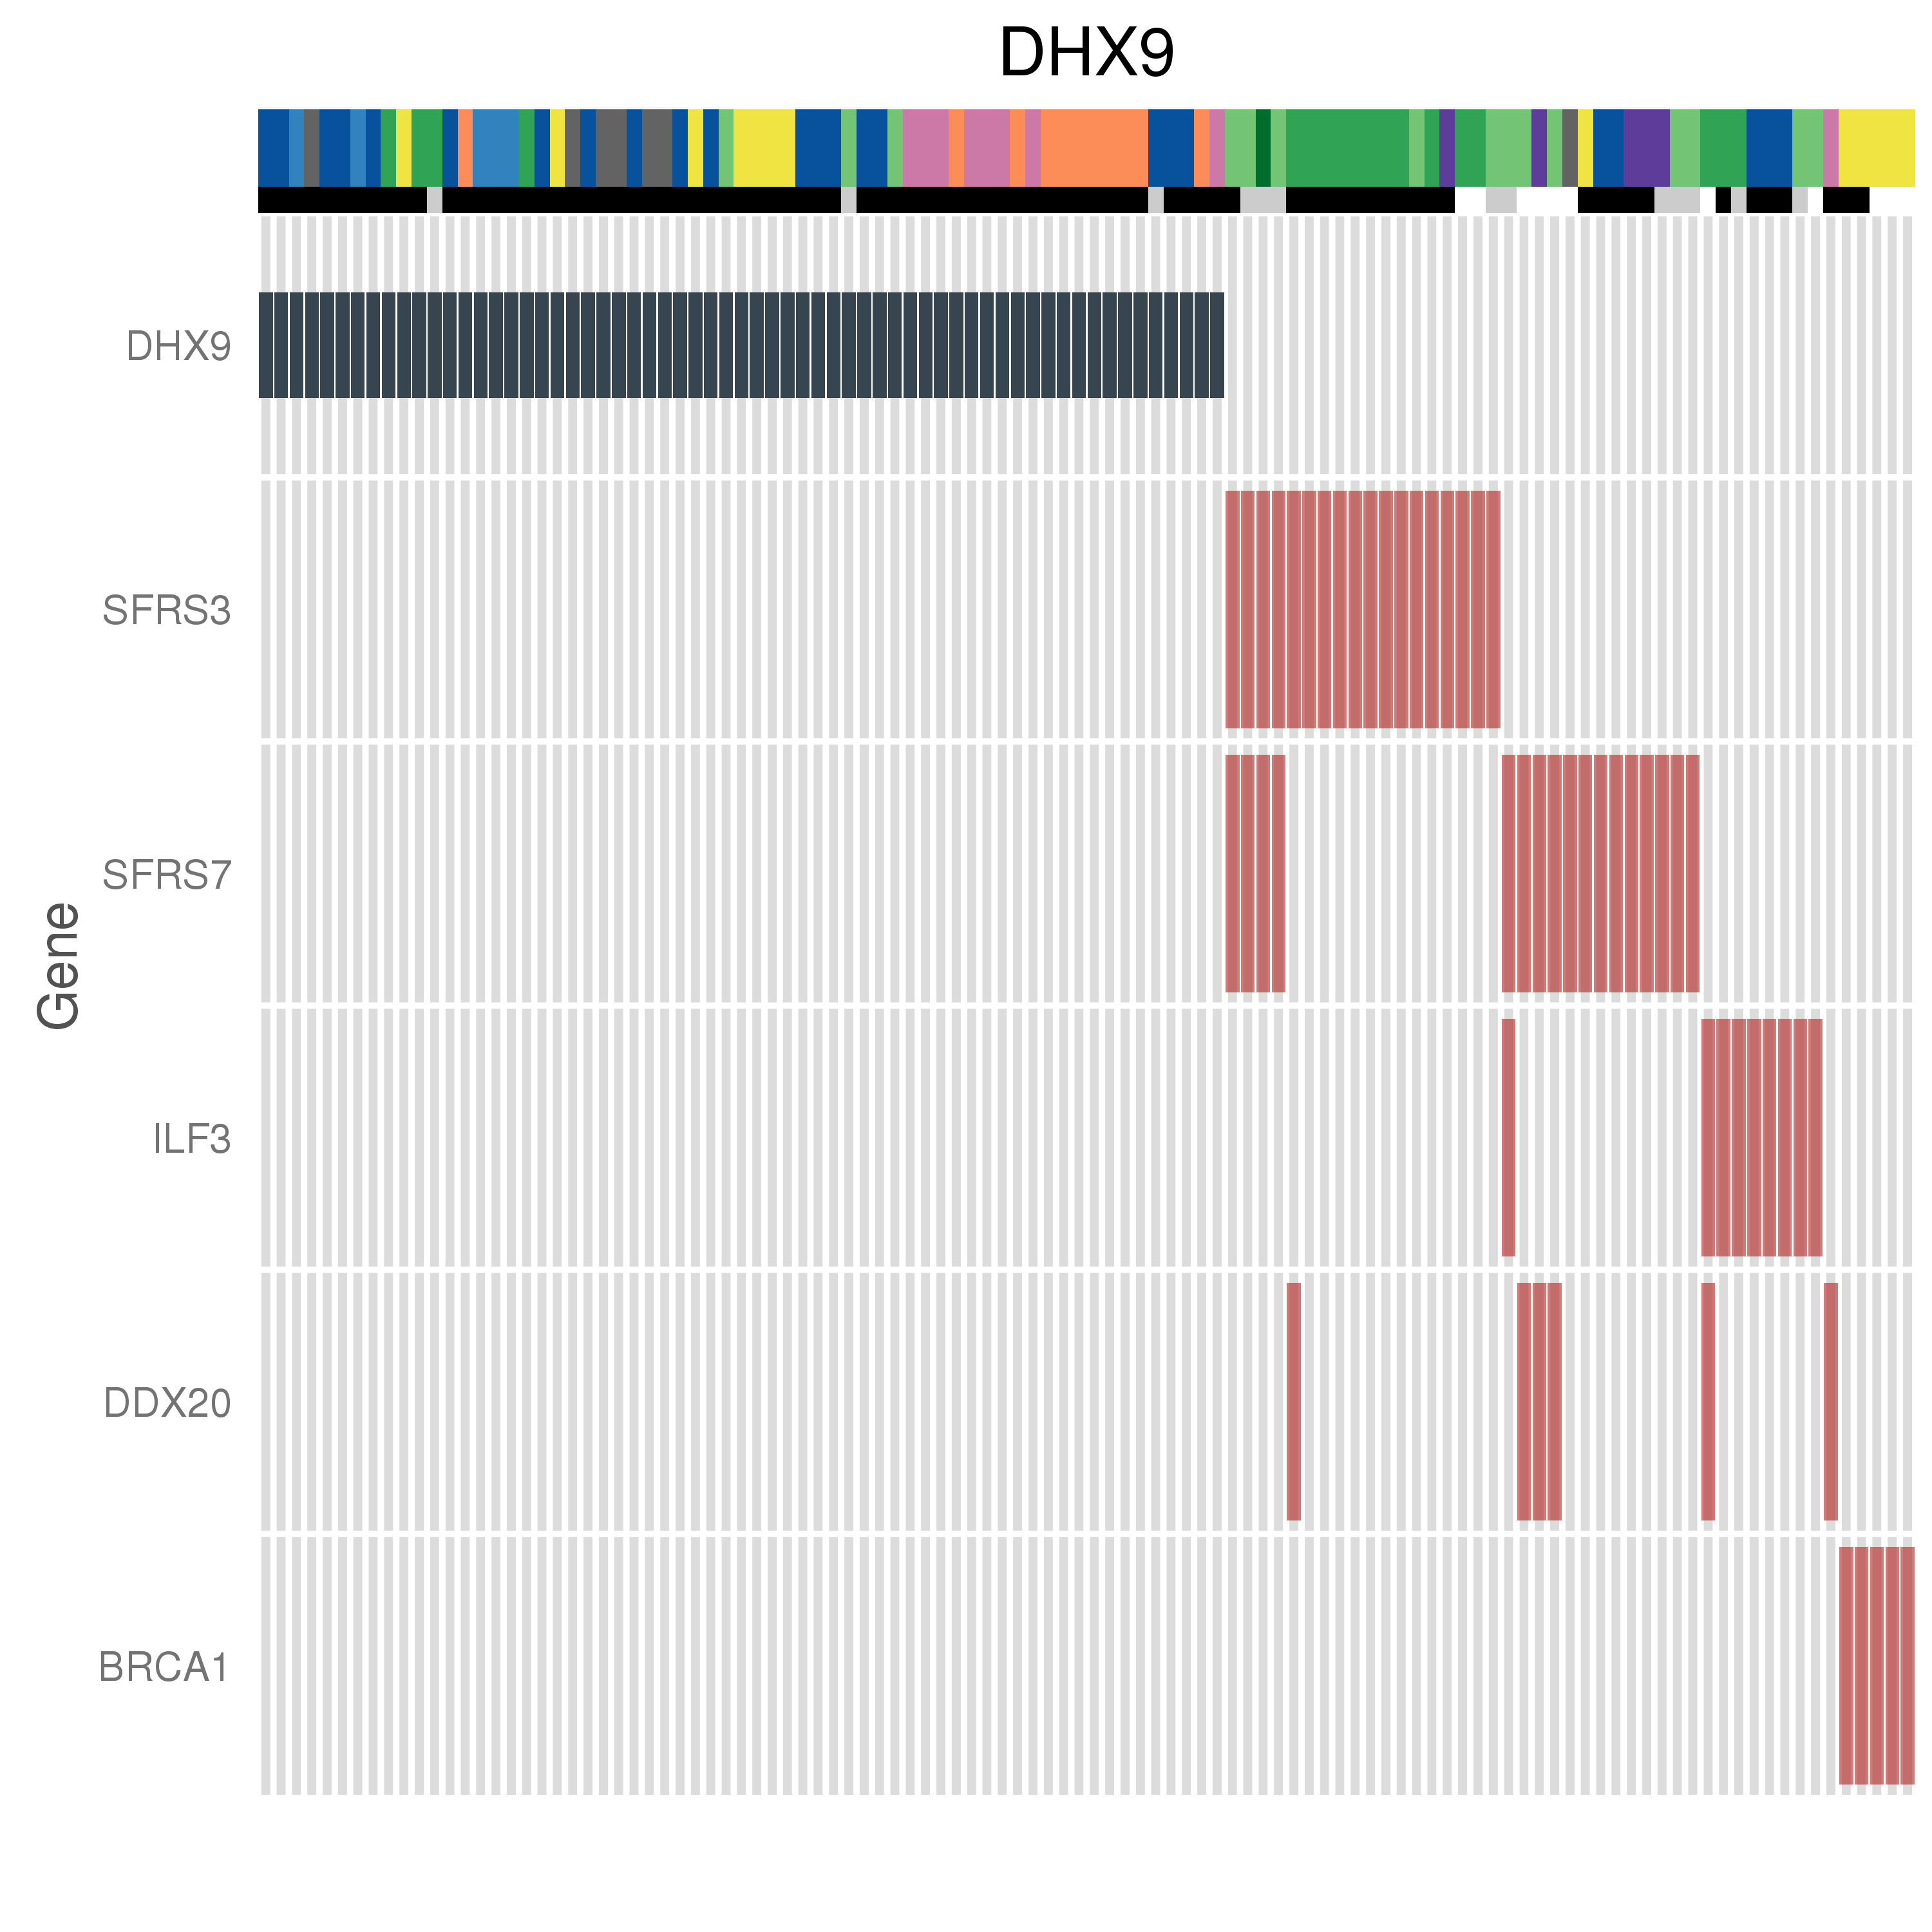 DHX9
DHX9
SFRS3
SFRS7
Gene
ILF3
DDX20
BRCA1